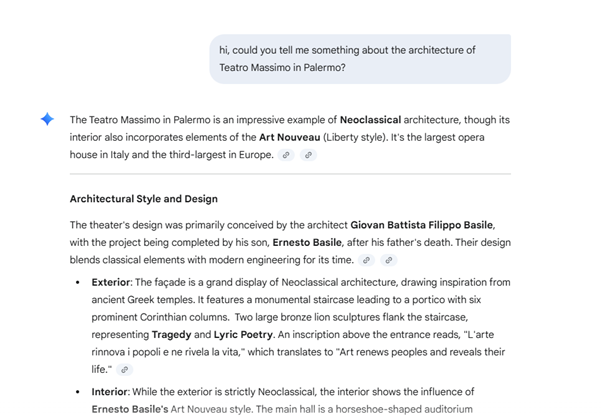 hi, could you tell me something about the architecture of
Teatro Massimo in Palermo?
The Teatro Massimo in Palermo is an impressive example of Neoclassical architecture, though its
interior also incorporates elements of the Art Nouveau (Liberty style). It's the largest opera
house in Italy and the third-largest in Europe.
Architectural Style and Design
The theater's design was primarily conceived by the architect Giovan Battista Filippo Basile,
with the project being completed by his son, Ernesto Basile, after his father's death. Their design
blends classical elements with modern engineering for its time.
• Exterior: The façade is a grand display of Neoclassical architecture, drawing inspiration from
ancient Greek temples. It features a monumental staircase leading to a portico with six
prominent Corinthian columns. Two large bronze lion sculptures flank the staircase,
representing Tragedy and Lyric Poetry. An inscription above the entrance reads, "L'arte
rinnova i popoli e ne rivela la vita," which translates to "Art renews peoples and reveals their
life."
• Interior: While the exterior is strictly Neoclassical, the interior shows the influence of
Ernesto Basile's Art Nouveau style. The main hall is a horseshoe-shaped auditorium